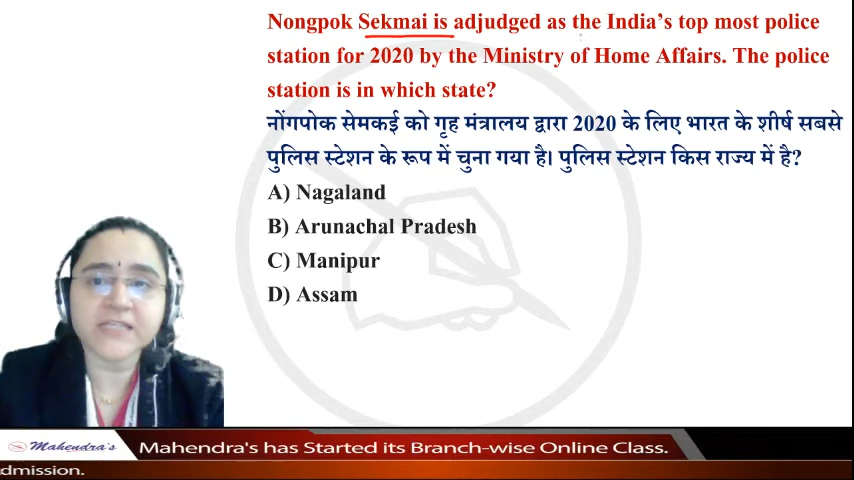 Nongpok Sekmai is adjudged as the India's top most police
station for 2020 by the Ministry of Home Affairs. The police
station is in which state?
नोंगपोक सेमकई को गृह मंत्रालय द्वारा 2020 के लिए भारत के शीर्ष सबसे
पुलिस स्टेशन के रूप में चुना गया है। पुलिस स्टेशन किस राज्य में है?
A) Nagaland
B) Arunachal Pradesh
C) Manipur
D) Assam
Mahendra's
Mahendra's has Started its Branch-wise Online Class.
dmission.